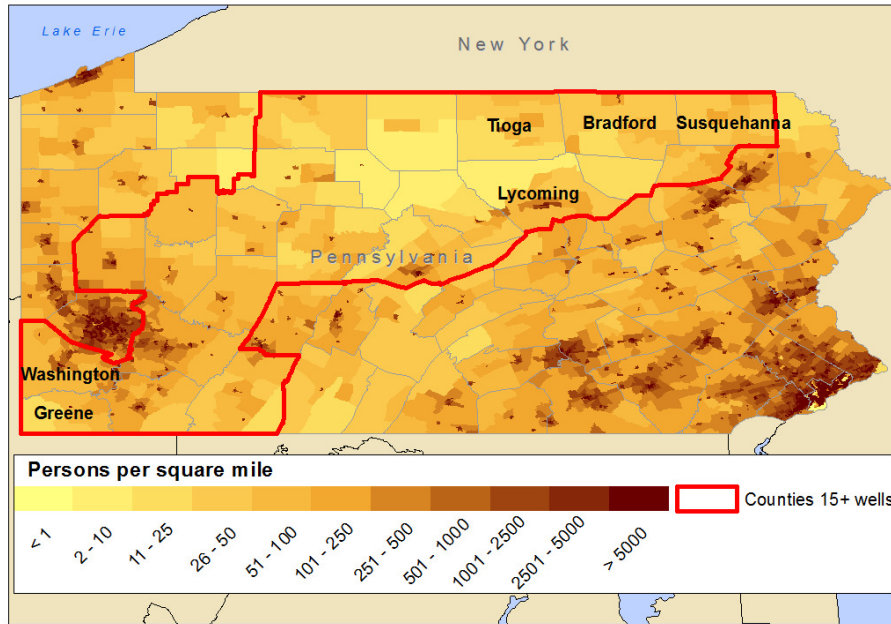 Lake Erie
New York
Tioga
Bradford
Susquehanna
Lycoming
Pennsylvania
Washington
Greene
Persons per square mile
Counties 15+ wells
< 1
2 - 10
11 - 25
26 - 50
51 - 100
101 - 250
251 - 500
501 - 1000
1001 - 2500
2501 - 5000
> 5000